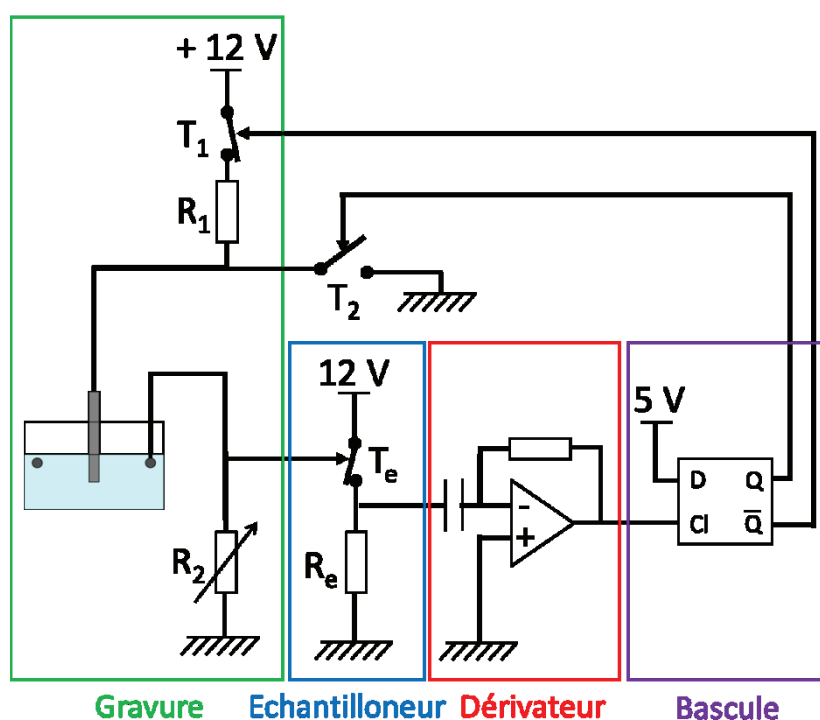 + 12 V
T1
R1
T2
12 V
5 V
Te
D Q
Cl Q̅
- 
+
R2
Re
Gravure Echantilloneur Dérivateur Bascule